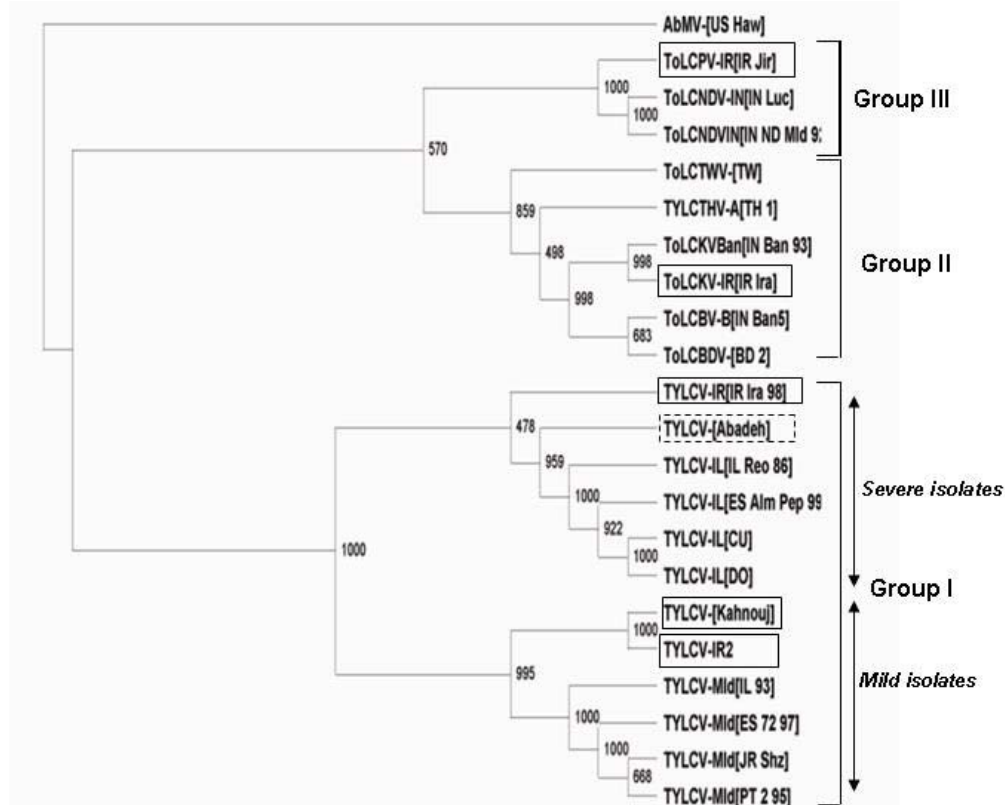 AbMV-[US Haw]
ToLCPV-IR[IR Jir]
1000
ToLCNDV-IN[IN Luc]
Group III
1000
ToLCNDVIN[IN ND Mld 9
570
ToLCTWV-[TW]
859
TYLCTHV-A[TH 1]
498
ToLCKVBan[IN Ban 93]
998
Group II
ToLCKV-IR[IR Ira]
998
ToLCBV-B[IN Ban5]
683
ToLCBDV-[BD 2]
TYLCV-IR[IR Ira 98]
478
TYLCV-[Abadeh]
959
TYLCV-IL[IL Reo 86]
Severe isolates
1000
TYLCV-IL[ES Alm Pep 99
922
TYLCV-IL[CU]
1000
1000
TYLCV-IL[DO]
Group I
TYLCV-[Kahnouj]
1000
TYLCV-IR2
995
Mild isolates
TYLCV-Mld[IL 93]
1000
TYLCV-Mld[ES 72 97]
1000
TYLCV-Mld[JR Shz]
668
TYLCV-Mld[PT 2 95]